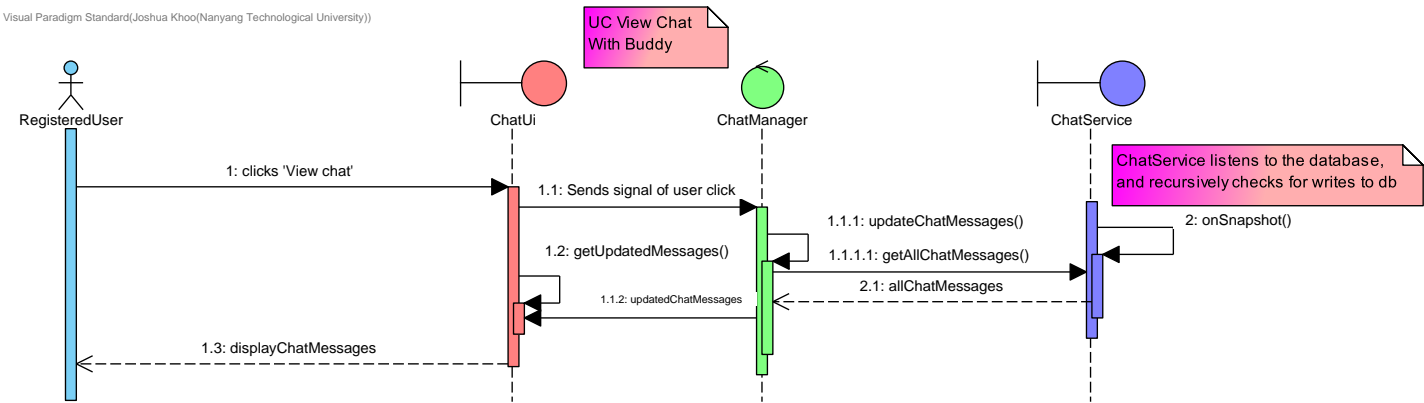 Visual Paradigm Standard(Joshua Khoo(Nanyang Technological University))
UC View Chat
With Buddy
RegisteredUser
ChatUi
ChatManager
ChatService
ChatService listens to the database,
and recursively checks for writes to db
1: clicks 'View chat'
1.1: Sends signal of user click
1.1.1: updateChatMessages()
2: onSnapshot()
1.2: getUpdatedMessages()
1.1.1.1: getAllChatMessages()
2.1: allChatMessages
1.1.2: updatedChatMessages
1.3: displayChatMessages